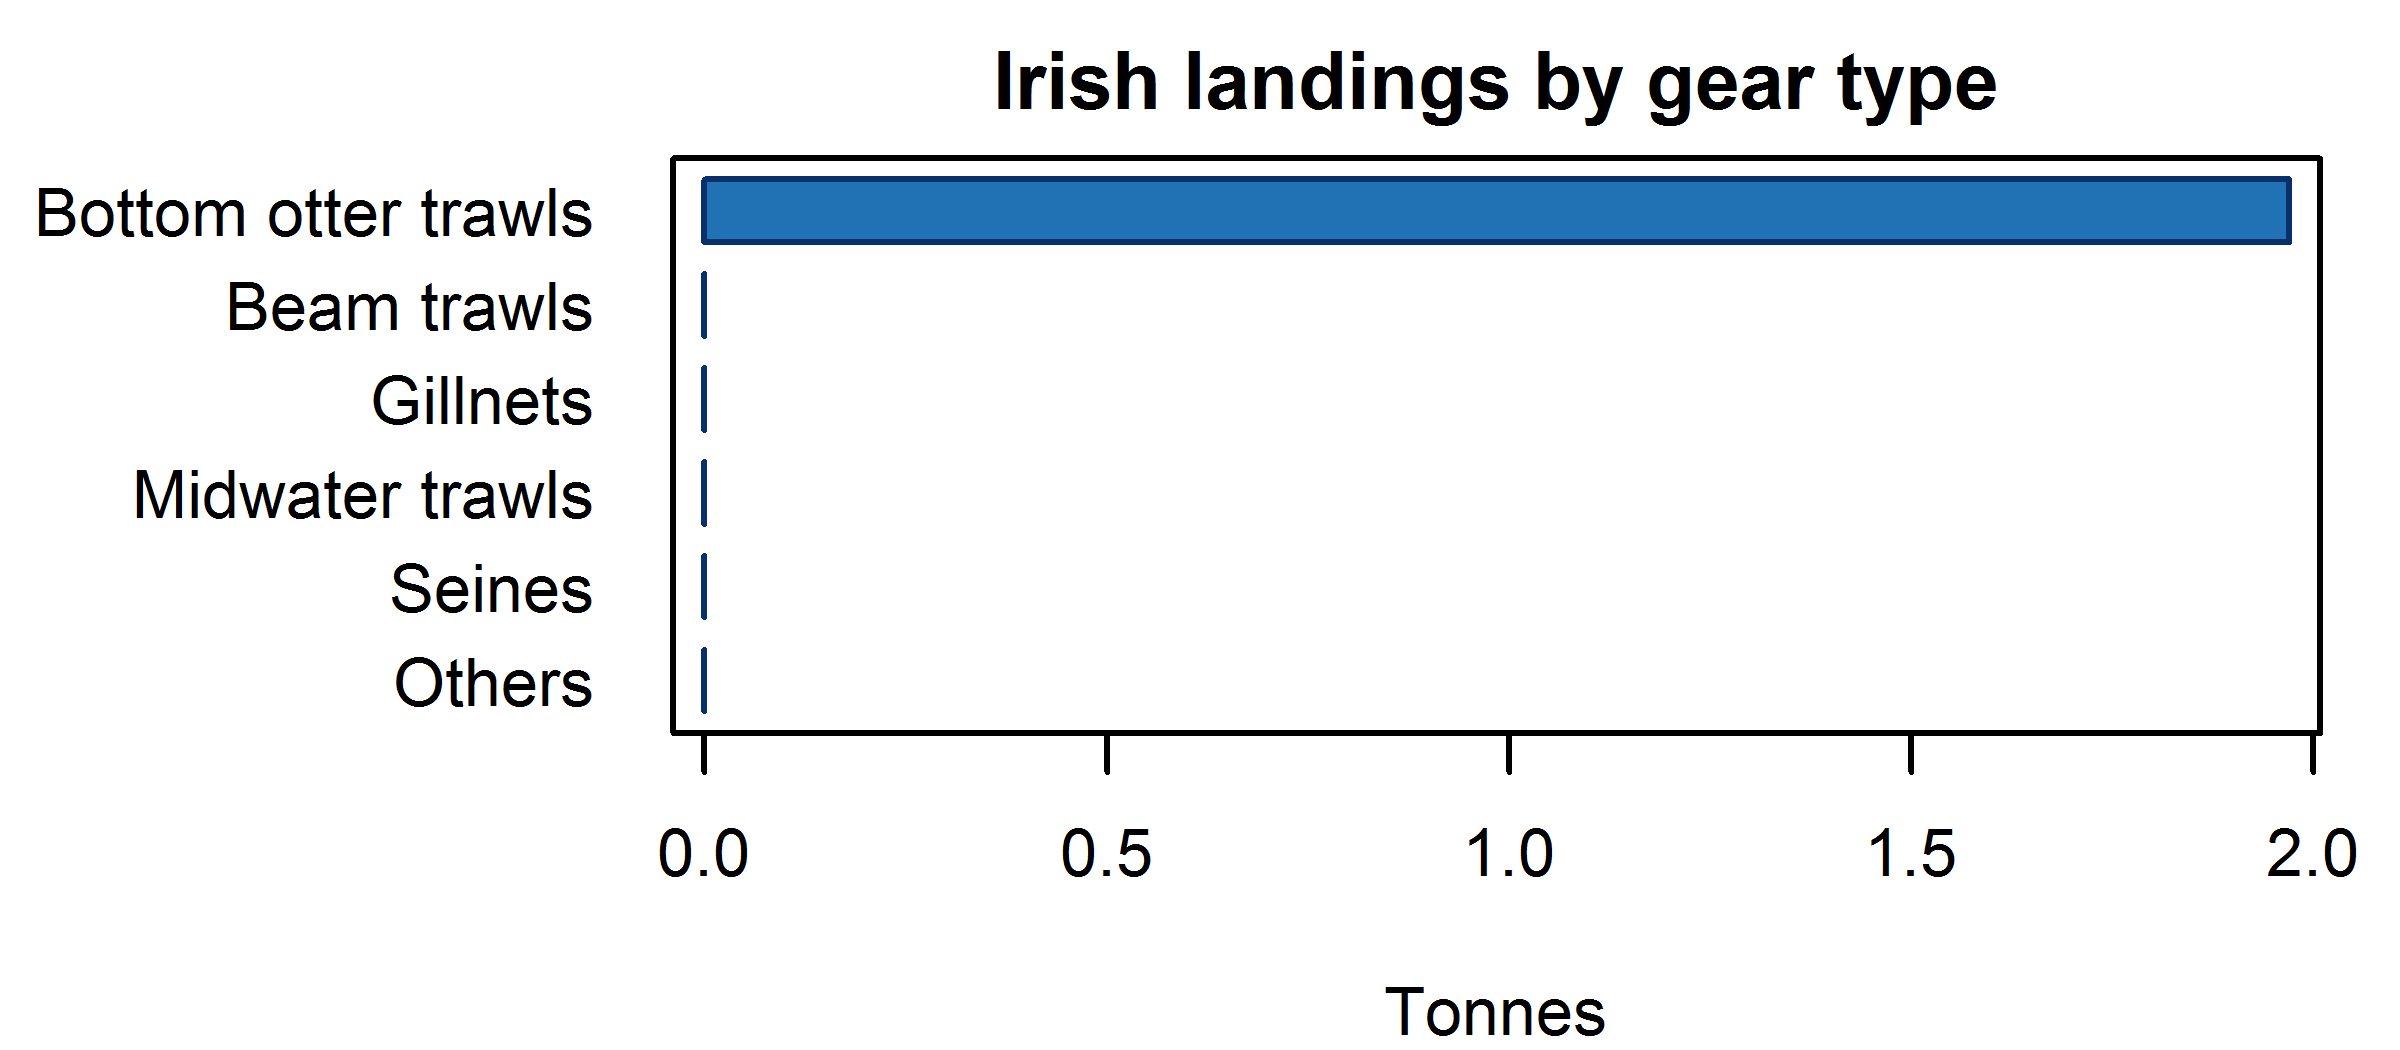 Irish landings by gear type
Bottom otter trawls
Beam trawls
Gillnets
Midwater trawls
Seines
Others
0.0 0.5 1.0 1.5 2.0
Tonnes